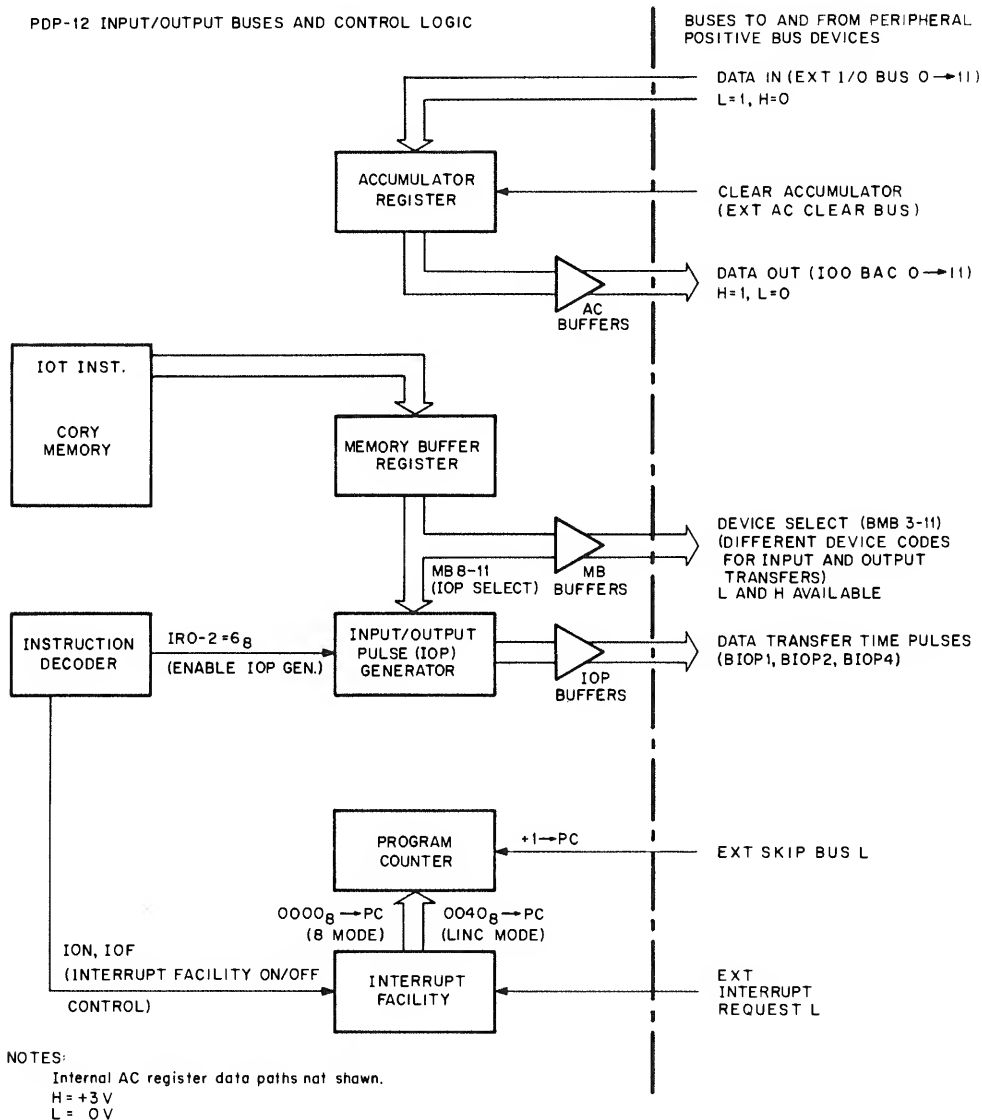 PDP-12 INPUT/OUTPUT BUSES AND CONTROL LOGIC
BUSES TO AND FROM PERIPHERAL
POSITIVE BUS DEVICES
DATA IN (EXT I/O BUS 0→11)
L=1, H=0
ACCUMULATOR
REGISTER
CLEAR ACCUMULATOR
(EXT AC CLEAR BUS)
DATA OUT (IOO BAC 0→11)
H=1, L=0
AC
BUFFERS
IOT INST.
CORY
MEMORY
MEMORY BUFFER
REGISTER
DEVICE SELECT (BMB 3-11)
(DIFFERENT DEVICE CODES
FOR INPUT AND OUTPUT
TRANSFERS)
L AND H AVAILABLE
MB 8-11
(IOP SELECT)
MB
BUFFERS
INSTRUCTION
DECODER
IRO-2=6₈
(ENABLE IOP GEN.)
INPUT/OUTPUT
PULSE (IOP)
GENERATOR
DATA TRANSFER TIME PULSES
(BIOP1, BIOP2, BIOP4)
IOP
BUFFERS
PROGRAM
COUNTER
+1→PC
EXT SKIP BUS L
0000₈→PC
(8 MODE)
0040₈→PC
(LINC MODE)
ION, IOF
(INTERRUPT FACILITY ON/OFF
CONTROL)
INTERRUPT
FACILITY
EXT
INTERRUPT
REQUEST L
NOTES:
Internal AC register data paths nat shown.
H = +3V
L = 0V